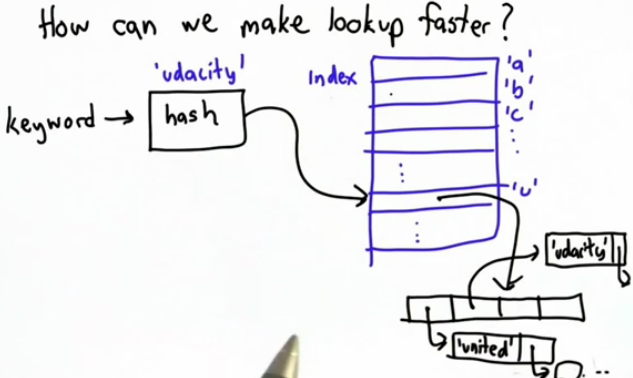 How can we make lookup faster?
'udacity'
Index
'a'
'b'
'c'
keyword → hash
'u'
'udacity'
'united'